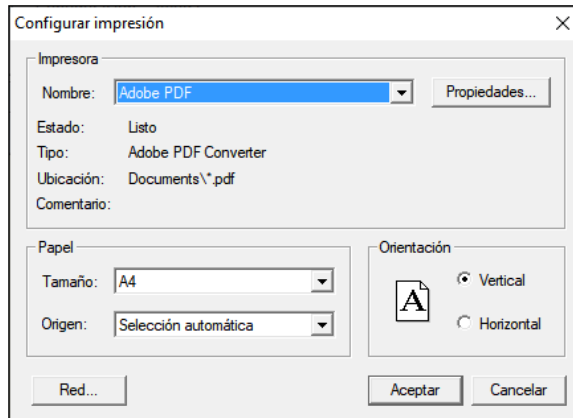 Configurar impresión
Impresora
Nombre: Adobe PDF Propiedades...
Estado: Listo
Tipo: Adobe PDF Converter
Ubicación: Documents\*.pdf
Comentario:
Papel
Tamaño: A4
Origen: Selección automática
Orientación
A
Vertical
Horizontal
Red... Aceptar Cancelar